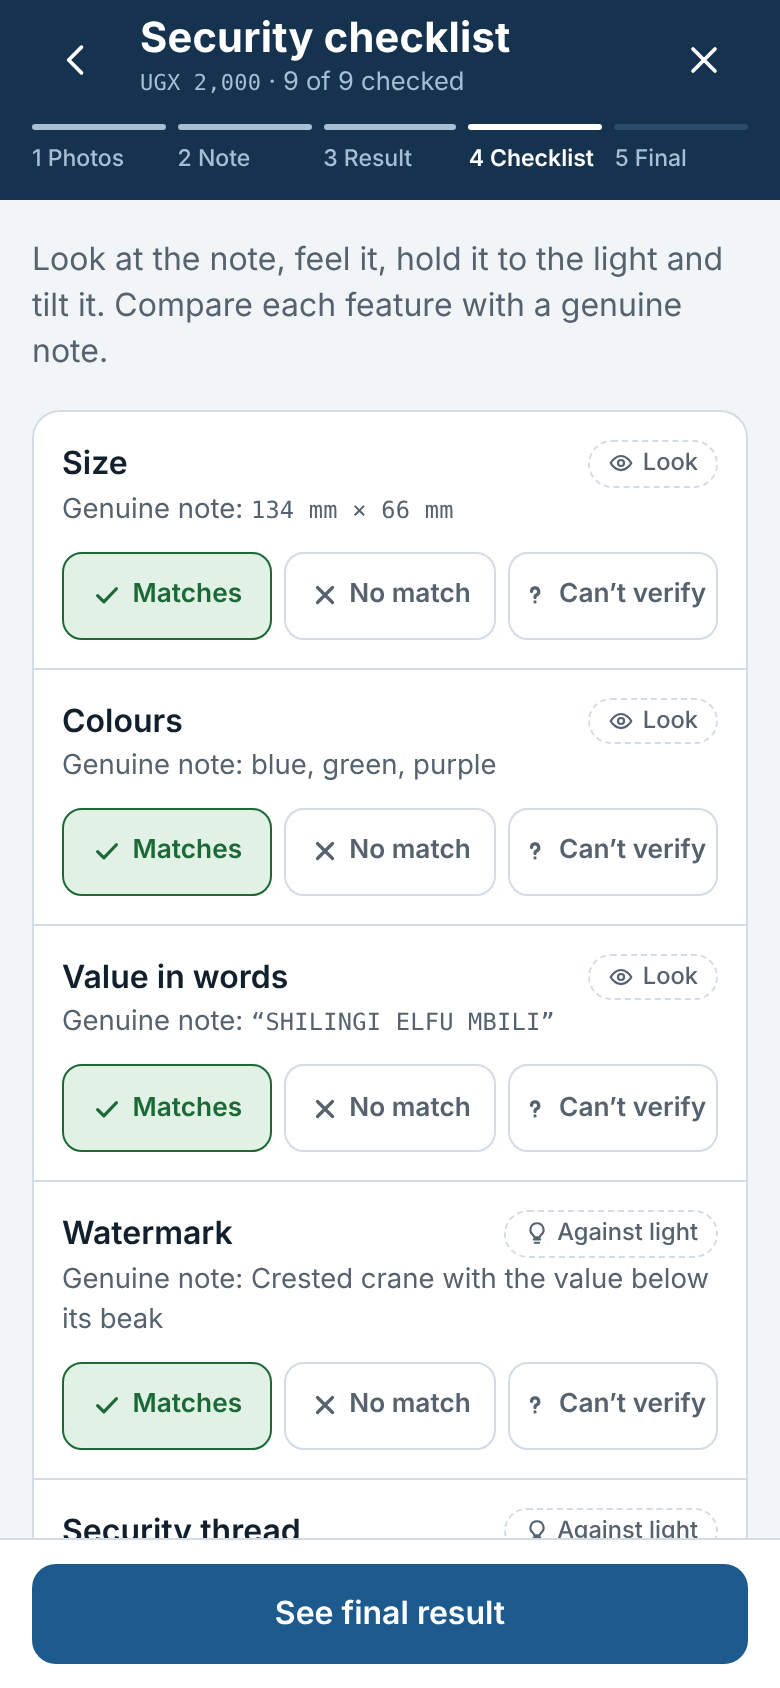 Security checklist
UGX 2,000 · 9 of 9 checked
1 Photos
2 Note
3 Result
4 Checklist
5 Final
Look at the note, feel it, hold it to the light and
tilt it. Compare each feature with a genuine
note.
Size
Look
Genuine note: 134 mm × 66 mm
Matches
No match
? Can’t verify
Colours
Look
Genuine note: blue, green, purple
Matches
No match
? Can’t verify
Value in words
Look
Genuine note: “SHILINGI ELFU MBILI”
Matches
No match
? Can’t verify
Watermark
Against light
Genuine note: Crested crane with the value below
its beak
Matches
No match
? Can’t verify
Security thread
Against light
See final result